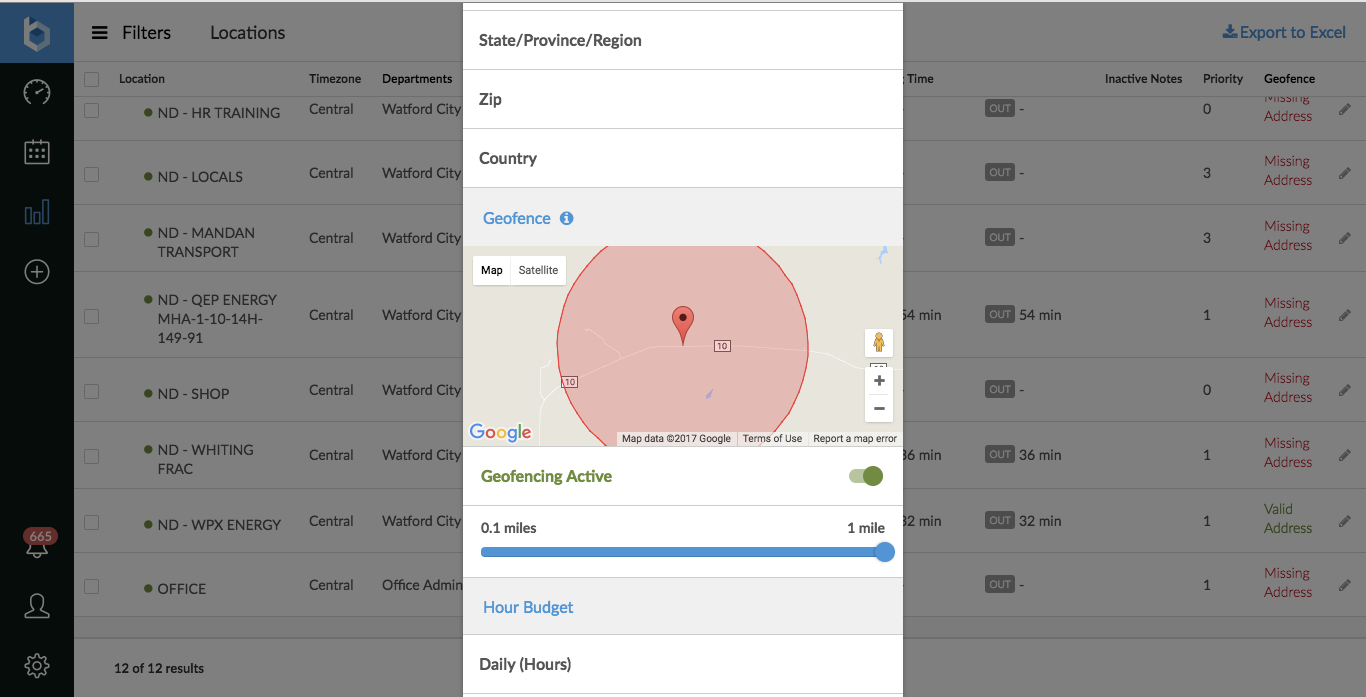 Filters
Locations
Export to Excel
Location
Timezone
Departments
Time
Inactive Notes
Priority
Geofence
ND - HR TRAINING
Central
Watford City
OUT -
0
Missing
Address
ND - LOCALS
Central
Watford City
OUT -
3
Missing
Address
ND - MANDAN
TRANSPORT
Central
Watford City
OUT -
3
Missing
Address
ND - QEP ENERGY
MHA-1-10-14H-
149-91
Central
Watford City
54 min
OUT 54 min
1
Missing
Address
ND - SHOP
Central
Watford City
OUT -
0
Missing
Address
ND - WHITING
FRAC
Central
Watford City
36 min
OUT 36 min
1
Missing
Address
ND - WPX ENERGY
Central
Watford City
32 min
OUT 32 min
1
Valid
Address
OFFICE
Central
Office Admin
OUT -
1
Missing
Address
12 of 12 results
665
State/Province/Region
Zip
Country
Geofence
Map
Satellite
10
10
Google
Map data ©2017 Google
Terms of Use
Report a map error
Geofencing Active
0.1 miles
1 mile
Hour Budget
Daily (Hours)